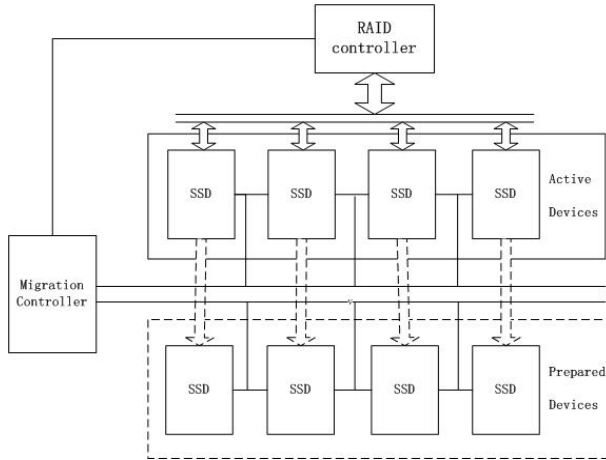 RAID
controller
SSD
SSD
SSD
SSD
Active
Devices
Migration
Controller
SSD
SSD
SSD
SSD
Prepared
Devices